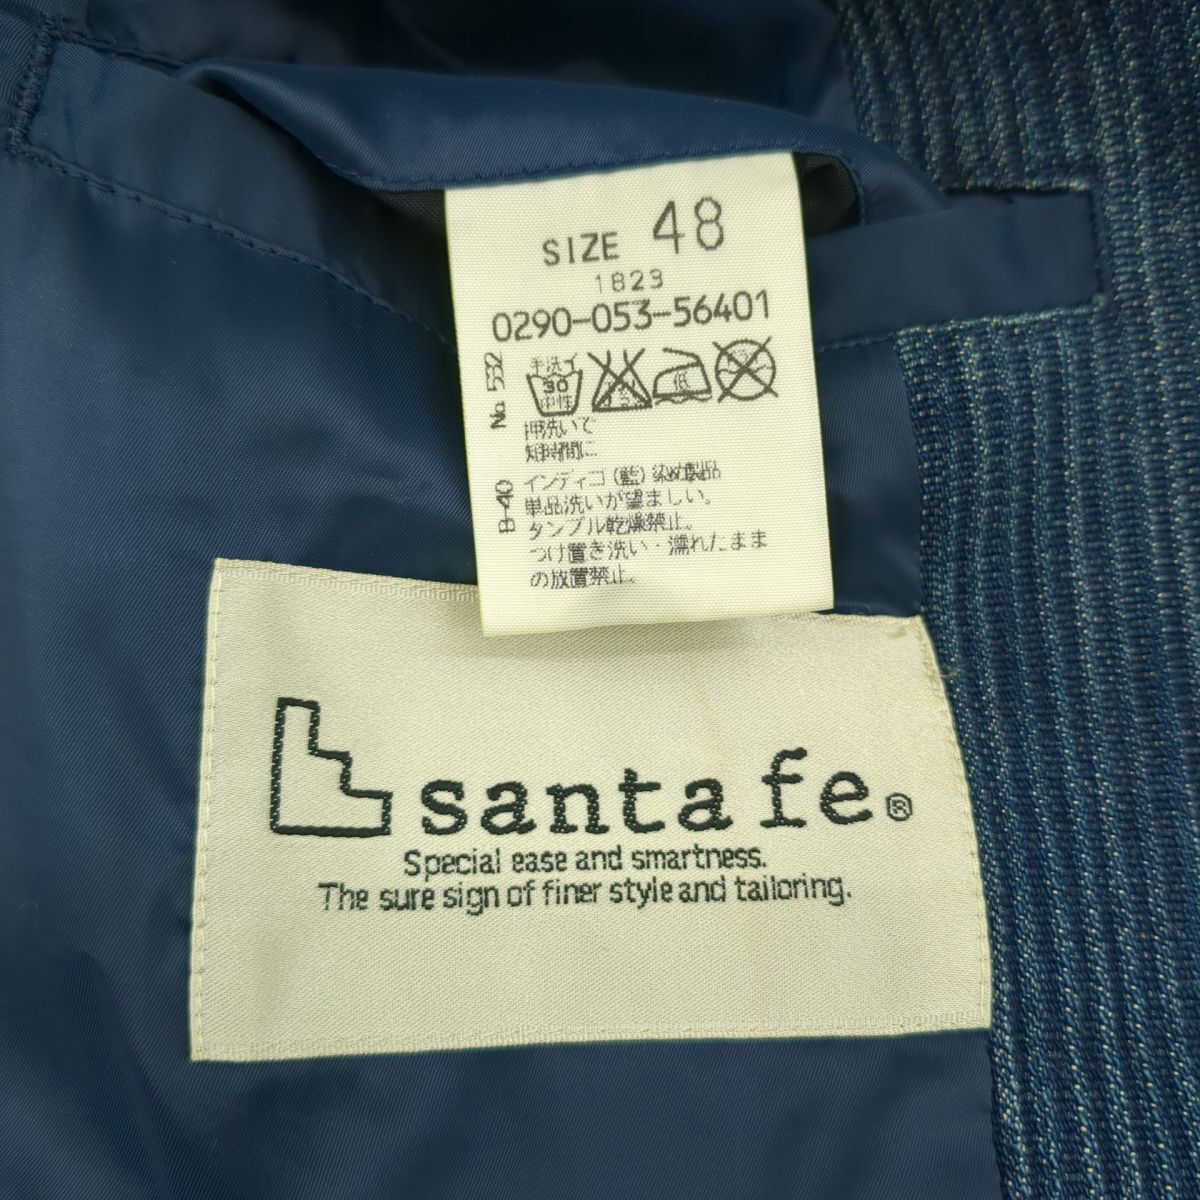 SIZE 48
1823
0290-053-56401
No. 532
手洗イ
30
中性
低
押洗いで
短時間に
B-40
インディゴ(藍)染め製品
単品洗いが望ましい。
タンブル乾燥禁止。
つけ置き洗い・濡れたまま
の放置禁止。
santa fe®
Special ease and smartness.
The sure sign of finer style and tailoring.